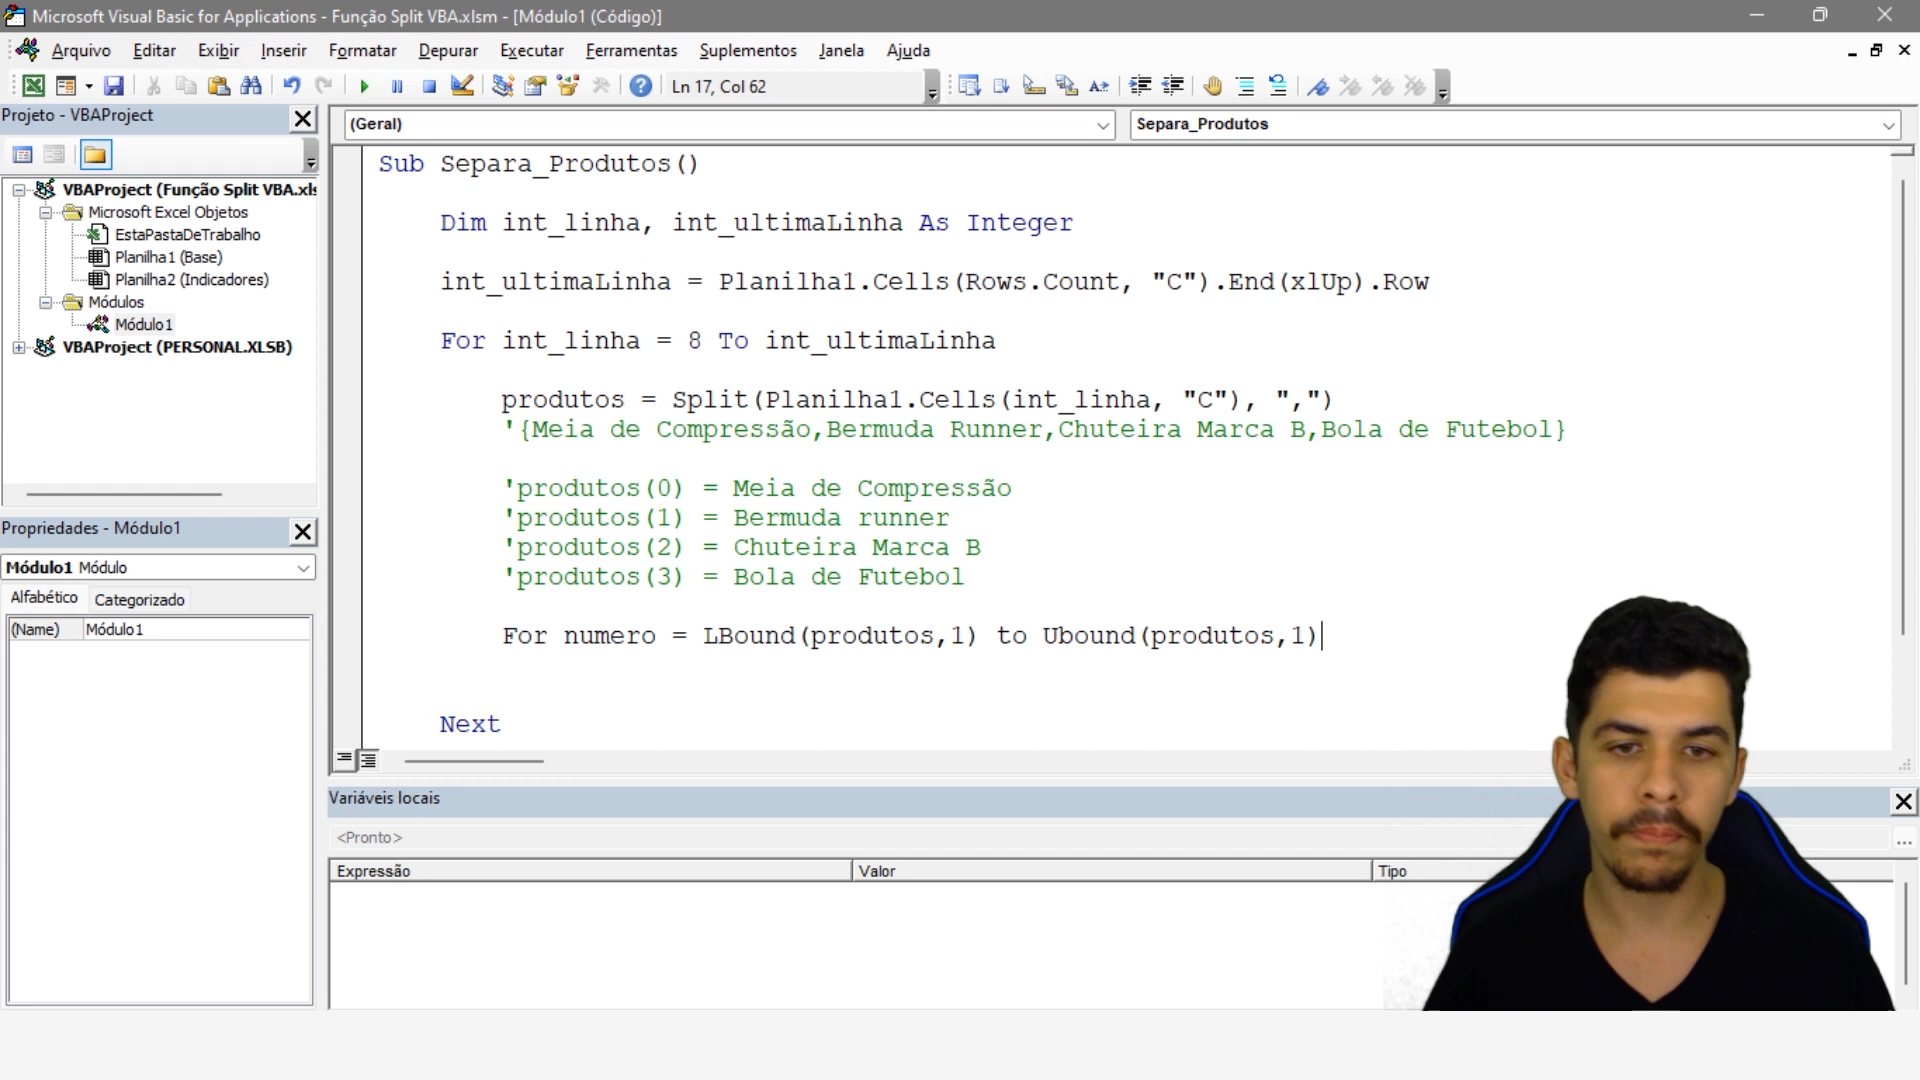 Microsoft Visual Basic for Applications - Função Split VBA.xlsm - [Módulo1 (Código)]
Arquivo Editar Exibir Inserir Formatar Depurar Executar Ferramentas Suplementos Janela Ajuda
Ln 17, Col 62
Projeto - VBAProject
VBAProject (Função Split VBA.xls
Microsoft Excel Objetos
EstaPastaDeTrabalho
Planilha1 (Base)
Planilha2 (Indicadores)
Módulos
Módulo1
VBAProject (PERSONAL.XLSB)
Propriedades - Módulo1
Módulo1 Módulo
Alfabético Categorizado
(Name) Módulo1
(Geral) Separa_Produtos
Sub Separa_Produtos()
Dim int_linha, int_ultimaLinha As Integer
int_ultimaLinha = Planilha1.Cells(Rows.Count, "C").End(xlUp).Row
For int_linha = 8 To int_ultimaLinha
produtos = Split(Planilha1.Cells(int_linha, "C"), ",")
'{Meia de Compressão,Bermuda Runner,Chuteira Marca B,Bola de Futebol}
'produtos(0) = Meia de Compressão
'produtos(1) = Bermuda runner
'produtos(2) = Chuteira Marca B
'produtos(3) = Bola de Futebol
For numero = LBound(produtos,1) to Ubound(produtos,1)
Next
Variáveis locais
<Pronto>
Expressão Valor Tipo